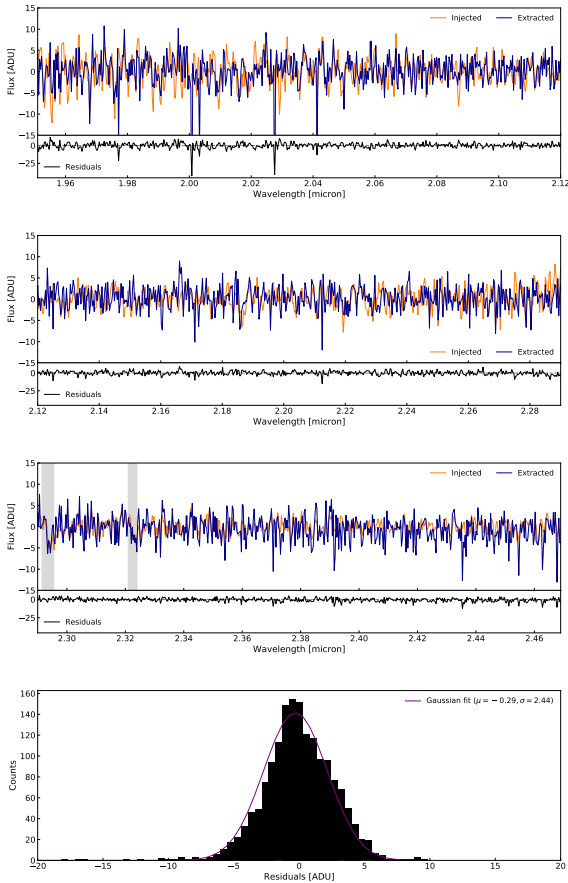 Injected Extracted
15
10
5
0
−5
−10
−15
Flux [ADU]
0
−25
Residuals
1.96 1.98 2.00 2.02 2.04 2.06 2.08 2.10 2.12
Wavelength [micron]
15
10
5
0
−5
−10
−15
Flux [ADU]
Injected Extracted
0
−25
Residuals
2.12 2.14 2.16 2.18 2.20 2.22 2.24 2.26 2.28
Wavelength [micron]
15
10
5
0
−5
−10
−15
Flux [ADU]
Injected Extracted
0
−25
Residuals
2.30 2.32 2.34 2.36 2.38 2.40 2.42 2.44 2.46
Wavelength [micron]
160
140
120
100
80
60
40
20
0
Counts
Gaussian fit (μ = −0.29, σ = 2.44)
−20 −15 −10 −5 0 5 10 15 20
Residuals [ADU]